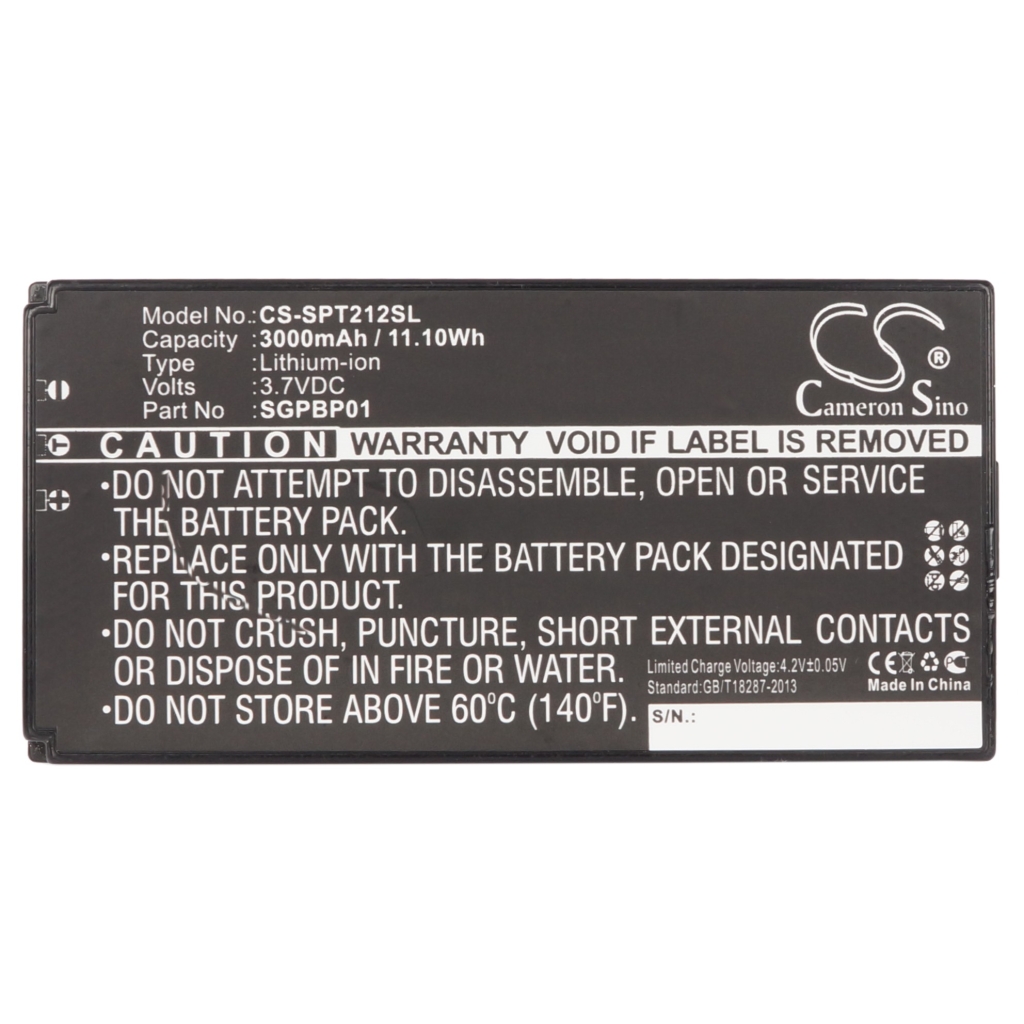 Model No.: CS-SPT212SL
Capacity : 3000mAh / 11.10Wh
Type : Lithium-ion
Volts : 3.7VDC
Part No : SGPBP01
CS ®
Cameron Sino
CAUTION WARRANTY VOID IF LABEL IS REMOVED
•DO NOT ATTEMPT TO DISASSEMBLE, OPEN OR SERVICE
THE BATTERY PACK.
•REPLACE ONLY WITH THE BATTERY PACK DESIGNATED
FOR THIS PRODUCT.
•DO NOT CRUSH, PUNCTURE, SHORT EXTERNAL CONTACTS
OR DISPOSE OF IN FIRE OR WATER.
•DO NOT STORE ABOVE 60°C (140°F).
Limited Charge Voltage:4.2V±0.05V
Standard:GB/T18287-2013
CE
Made In China
S/N.: